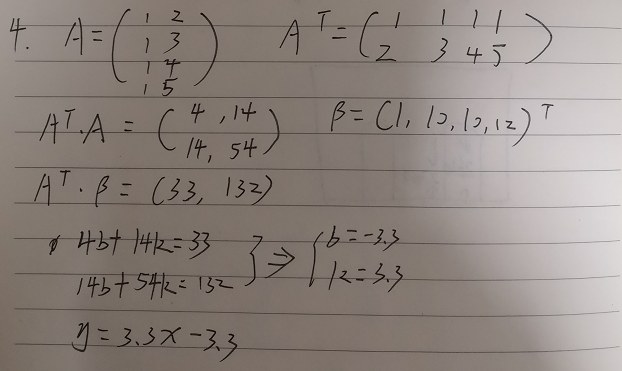 4. A = ( 1 2 1 3 1 4 1 5 ) A^T = ( 1 1 1 1 2 3 4 5 )
A^T · A = ( 4 , 14 14, 54 ) β = (1, 10, 10, 12)^T
A^T · β = (33, 132)
4b + 14k = 33 } ⇒ { b = -3.3
14b + 54k = 132 k = 3.3
y = 3.3x - 3.3